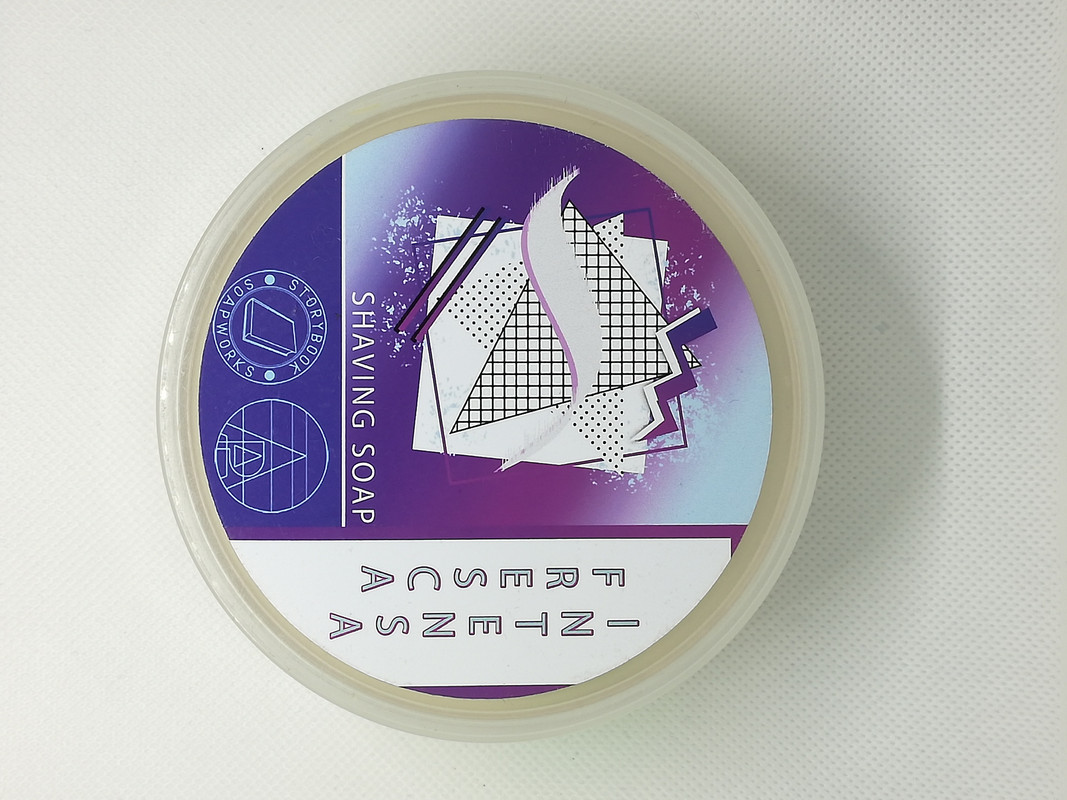 FRESCA
INTENSA
SHAVING SOAP
STORYBOOK
SOAPWORKS